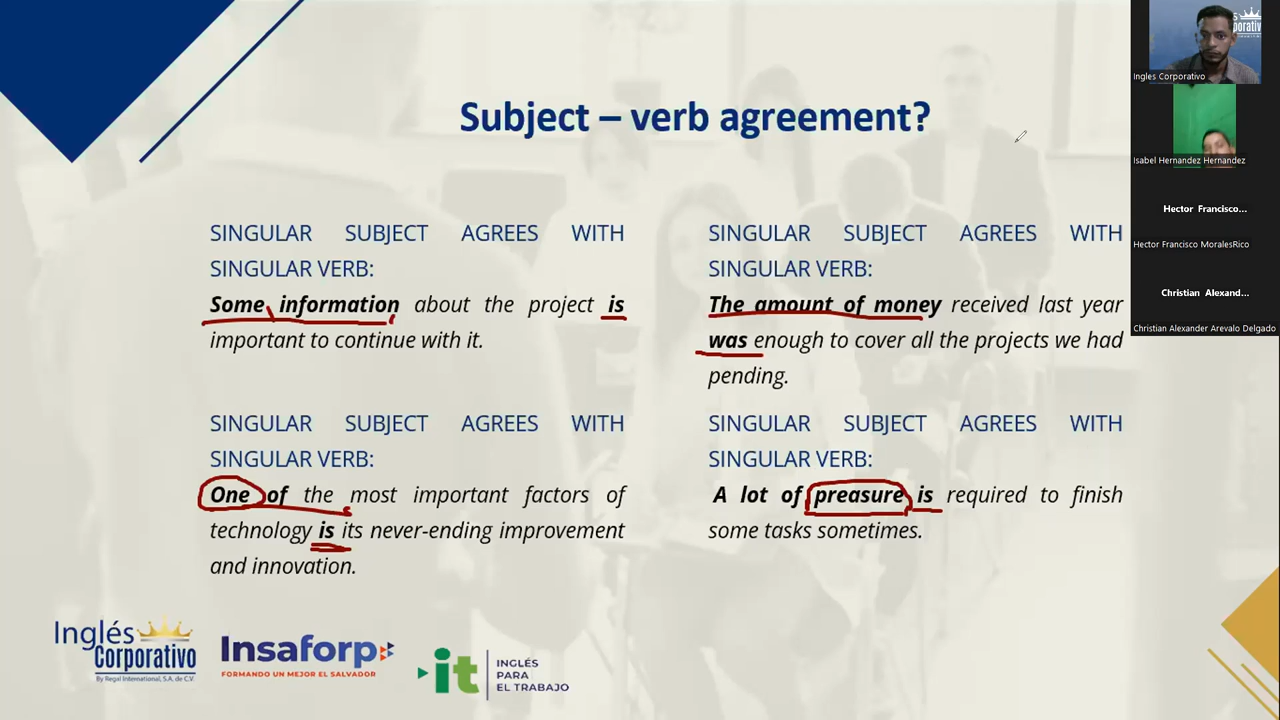 Subject – verb agreement?
SINGULAR SUBJECT AGREES WITH
SINGULAR VERB:
Some information about the project is
important to continue with it.
SINGULAR SUBJECT AGREES WITH
SINGULAR VERB:
The amount of money received last year
was enough to cover all the projects we had
pending.
SINGULAR SUBJECT AGREES WITH
SINGULAR VERB:
One of the most important factors of
technology is its never-ending improvement
and innovation.
SINGULAR SUBJECT AGREES WITH
SINGULAR VERB:
A lot of preasure is required to finish
some tasks sometimes.
Inglés
Corporativo
By Regal International, S.A. de C.V.
Insaforp
FORMANDO UN MEJOR EL SALVADOR
it
INGLÉS
PARA
EL TRABAJO
Ingles Corporativo
Isabel Hernandez Hernandez
Hector Francisco...
Hector Francisco MoralesRico
Christian Alexand...
Christian Alexander Arevalo Delgado